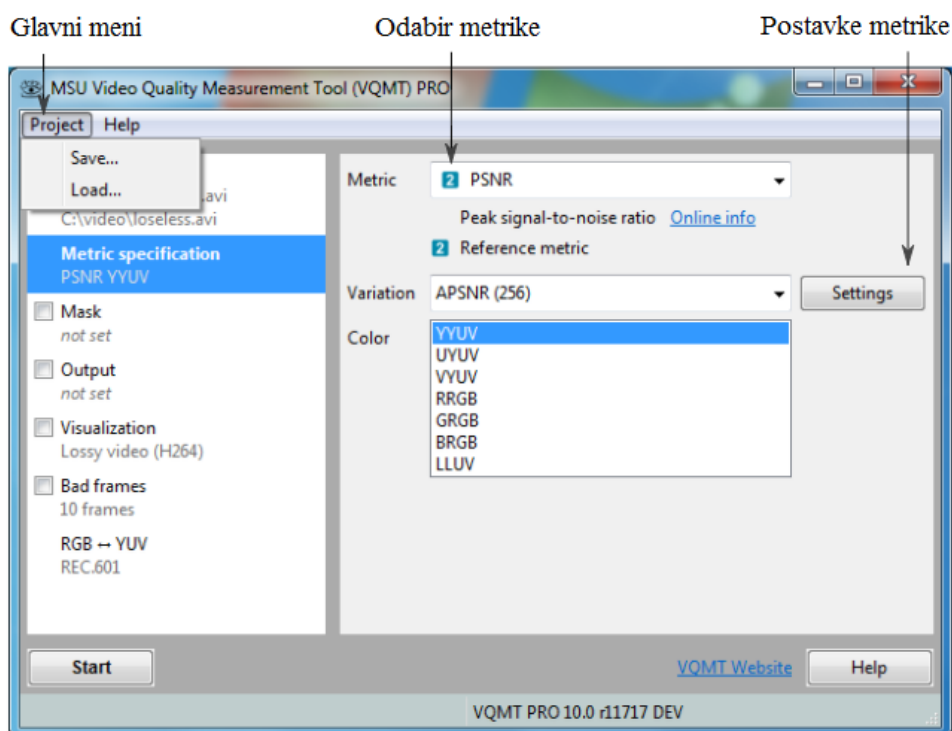 Glavni meni
Odabir metrike
Postavke metrike
MSU Video Quality Measurement Tool (VQMT) PRO
Project Help
Save...
Load...
.avi
C:\video\loseless.avi
Metric specification
PSNR YYUV
Mask
not set
Output
not set
Visualization
Lossy video (H264)
Bad frames
10 frames
RGB ↔ YUV
REC.601
Metric
2 PSNR
Peak signal-to-noise ratio Online info
2 Reference metric
Variation APSNR (256) Settings
Color
YYUV
UYUV
VYUV
RRGB
GRGB
BRGB
LLUV
Start
VQMT Website
Help
VQMT PRO 10.0 r11717 DEV